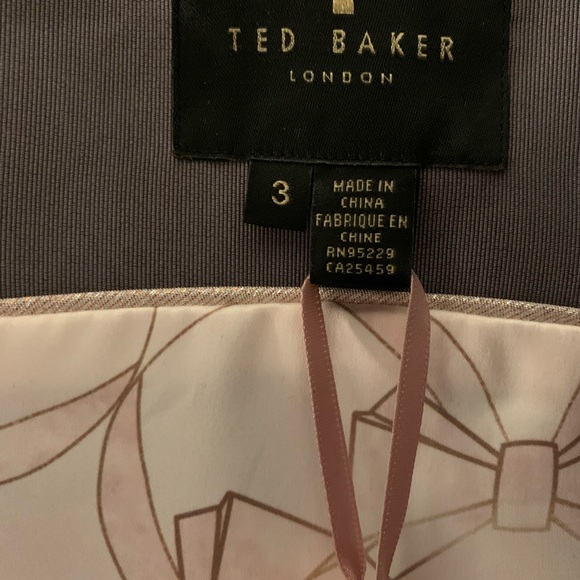 TED BAKER
LONDON
3
MADE IN
CHINA
FABRIQUE EN
CHINE
RN95229
CA25459